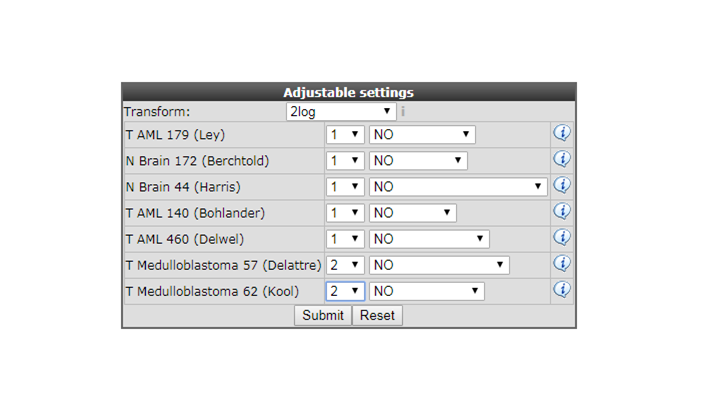 Adjustable settings
Transform: 2log i
T AML 179 (Ley) 1 NO i
N Brain 172 (Berchtold) 1 NO i
N Brain 44 (Harris) 1 NO i
T AML 140 (Bohlander) 1 NO i
T AML 460 (Delwel) 1 NO i
T Medulloblastoma 57 (Delattre) 2 NO i
T Medulloblastoma 62 (Kool) 2 NO i
Submit Reset